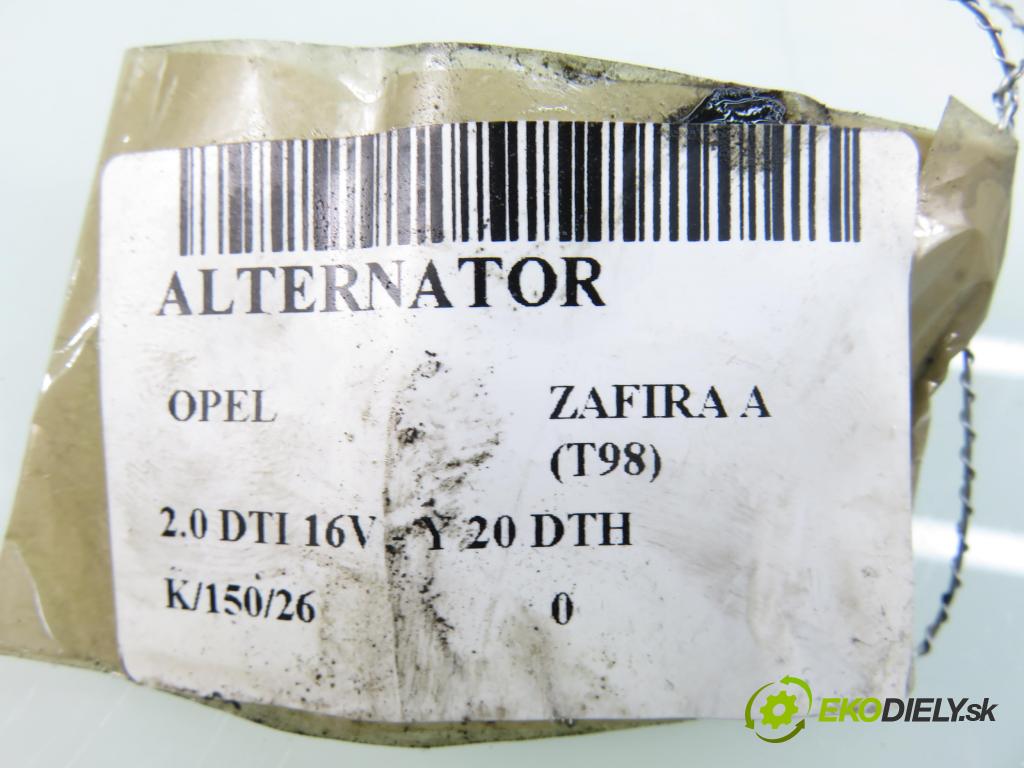 ALTERNATOR
OPEL ZAFIRA A
(T98)
2.0 DTI 16V - Y 20 DTH
K/150/26 0
EKODIELY.sk